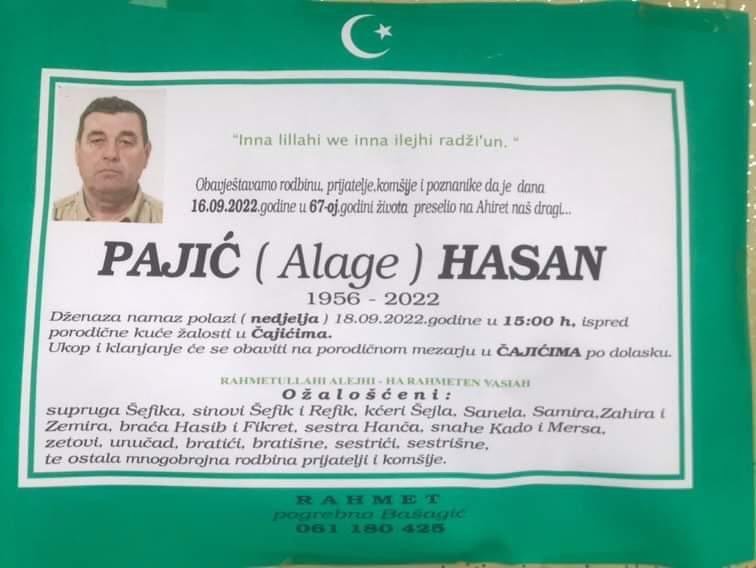 "Inna lillahi we inna ilejhi radži'un. "
Obavještavamo rodbinu, prijatelje,komšije i poznanike da je dana
16.09.2022.godine u 67-oj.godini života preselio na Ahiret naš dragi...
PAJIĆ ( Alage ) HASAN
1956 - 2022
Dženaza namaz polazi ( nedjelja ) 18.09.2022.godine u 15:00 h, ispred
porodične kuće žalosti u Čajićima.
Ukop i klanjanje će se obaviti na porodičnom mezarju u ČAJIĆIMA po dolasku.
RAHMETULLAHI ALEJHI - HA RAHMETEN VASIAH
Ožalošćeni:
supruga Šefika, sinovi Šefik i Refik, kćeri Šejla, Sanela, Samira,Zahira i
Zemira, braća Hasib i Fikret, sestra Hanča, snahe Kado i Mersa,
zetovi, unučad, bratići, bratišne, sestrići, sestrišne,
te ostala mnogobrojna rodbina prijatelji i komšije.
RAHMET
pogrebno Bašagić
061 180 425